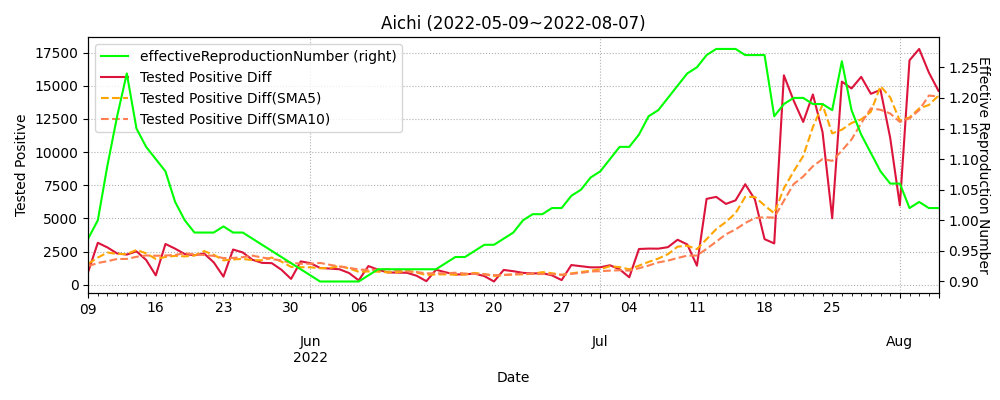 Aichi (2022-05-09~2022-08-07)
effectiveReproductionNumber (right)
Tested Positive Diff
Tested Positive Diff(SMA5)
Tested Positive Diff(SMA10)
17500
15000
12500
10000
7500
5000
2500
0
Tested Positive
1.25
1.20
1.15
1.10
1.05
1.00
0.95
0.90
Effective Reproduction Number
09 16 23 30 06 13 20 27 04 11 18 25
Jun Jul Aug
2022
Date